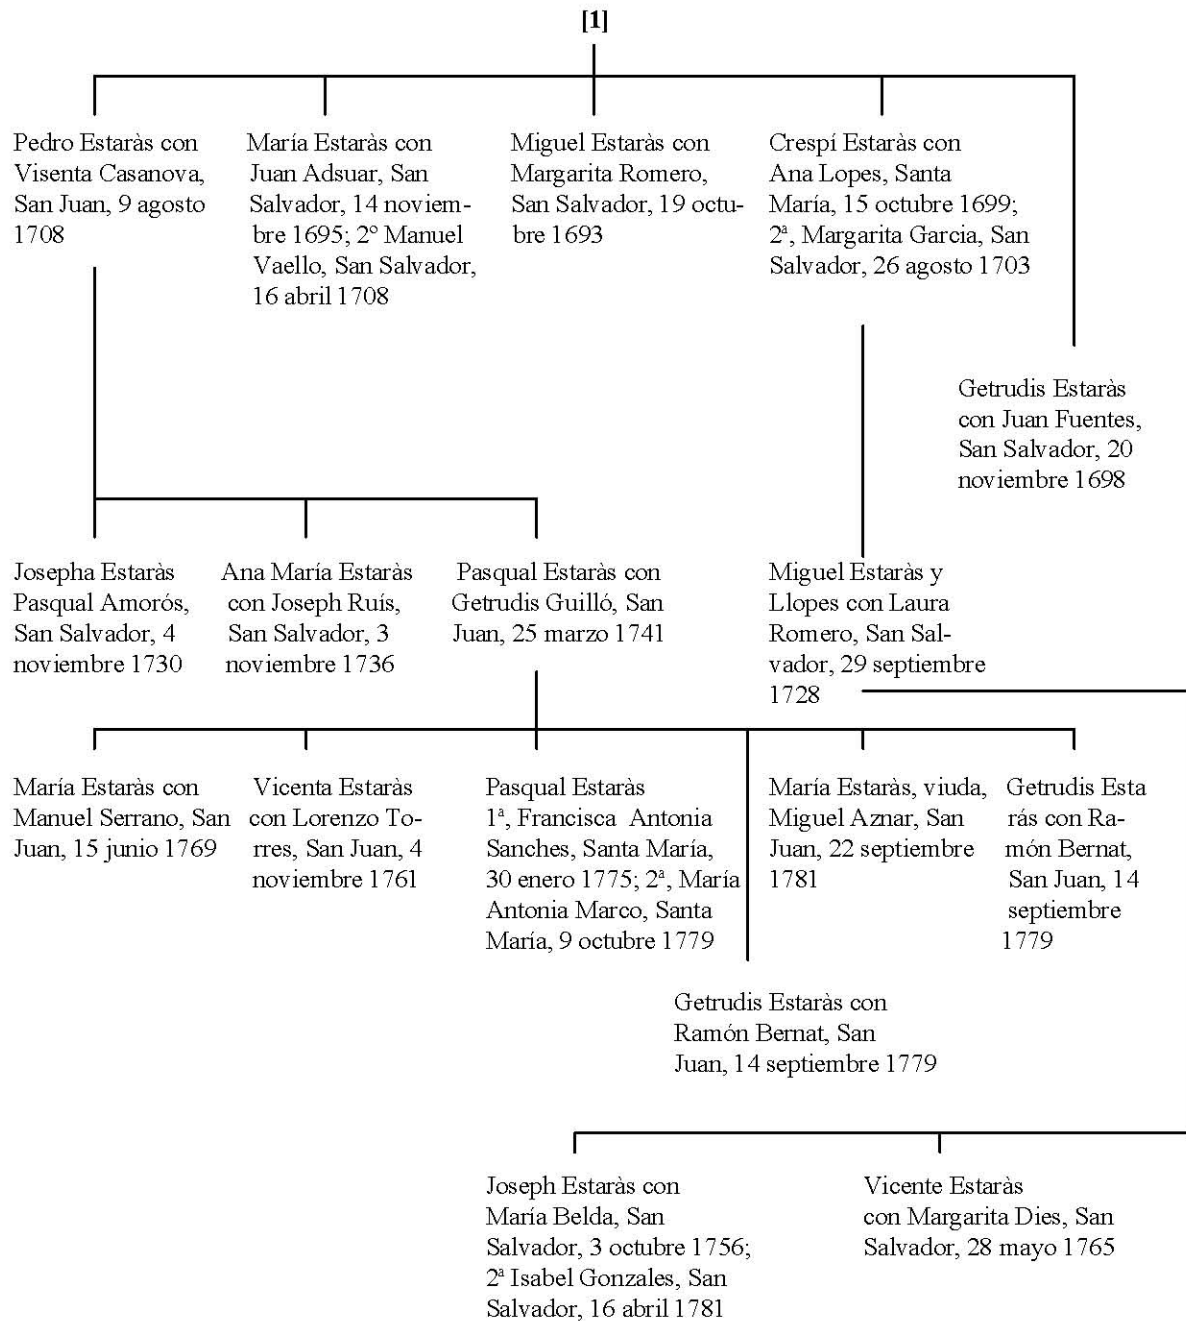 [1]
Pedro Estaràs con
Visenta Casanova,
San Juan, 9 agosto
1708
María Estaràs con
Juan Adsuar, San
Salvador, 14 noviem-
bre 1695; 2º Manuel
Vaello, San Salvador,
16 abril 1708
Miguel Estaràs con
Margarita Romero,
San Salvador, 19 octu-
bre 1693
Crespí Estaràs con
Ana Lopes, Santa
María, 15 octubre 1699;
2ª, Margarita Garcia, San
Salvador, 26 agosto 1703
Getrudis Estaràs
con Juan Fuentes,
San Salvador, 20
noviembre 1698
Josepha Estaràs
Pasqual Amorós,
San Salvador, 4
noviembre 1730
Ana María Estaràs
con Joseph Ruís,
San Salvador, 3
noviembre 1736
Pasqual Estaràs con
Getrudis Guilló, San
Juan, 25 marzo 1741
Miguel Estaràs y
Llopes con Laura
Romero, San Sal-
vador, 29 septiembre
1728
María Estaràs con
Manuel Serrano, San
Juan, 15 junio 1769
Vicenta Estaràs
con Lorenzo To-
rres, San Juan, 4
noviembre 1761
Pasqual Estaràs
1ª, Francisca Antonia
Sanches, Santa María,
30 enero 1775; 2ª, María
Antonia Marco, Santa
María, 9 octubre 1779
María Estaràs, viuda,
Miguel Aznar, San
Juan, 22 septiembre
1781
Getrudis Esta
rás con Ra-
món Bernat,
San Juan, 14
septiembre
1779
Getrudis Estaràs con
Ramón Bernat, San
Juan, 14 septiembre 1779
Joseph Estaràs con
María Belda, San
Salvador, 3 octubre 1756;
2ª Isabel Gonzales, San
Salvador, 16 abril 1781
Vicente Estaràs
con Margarita Dies, San
Salvador, 28 mayo 1765